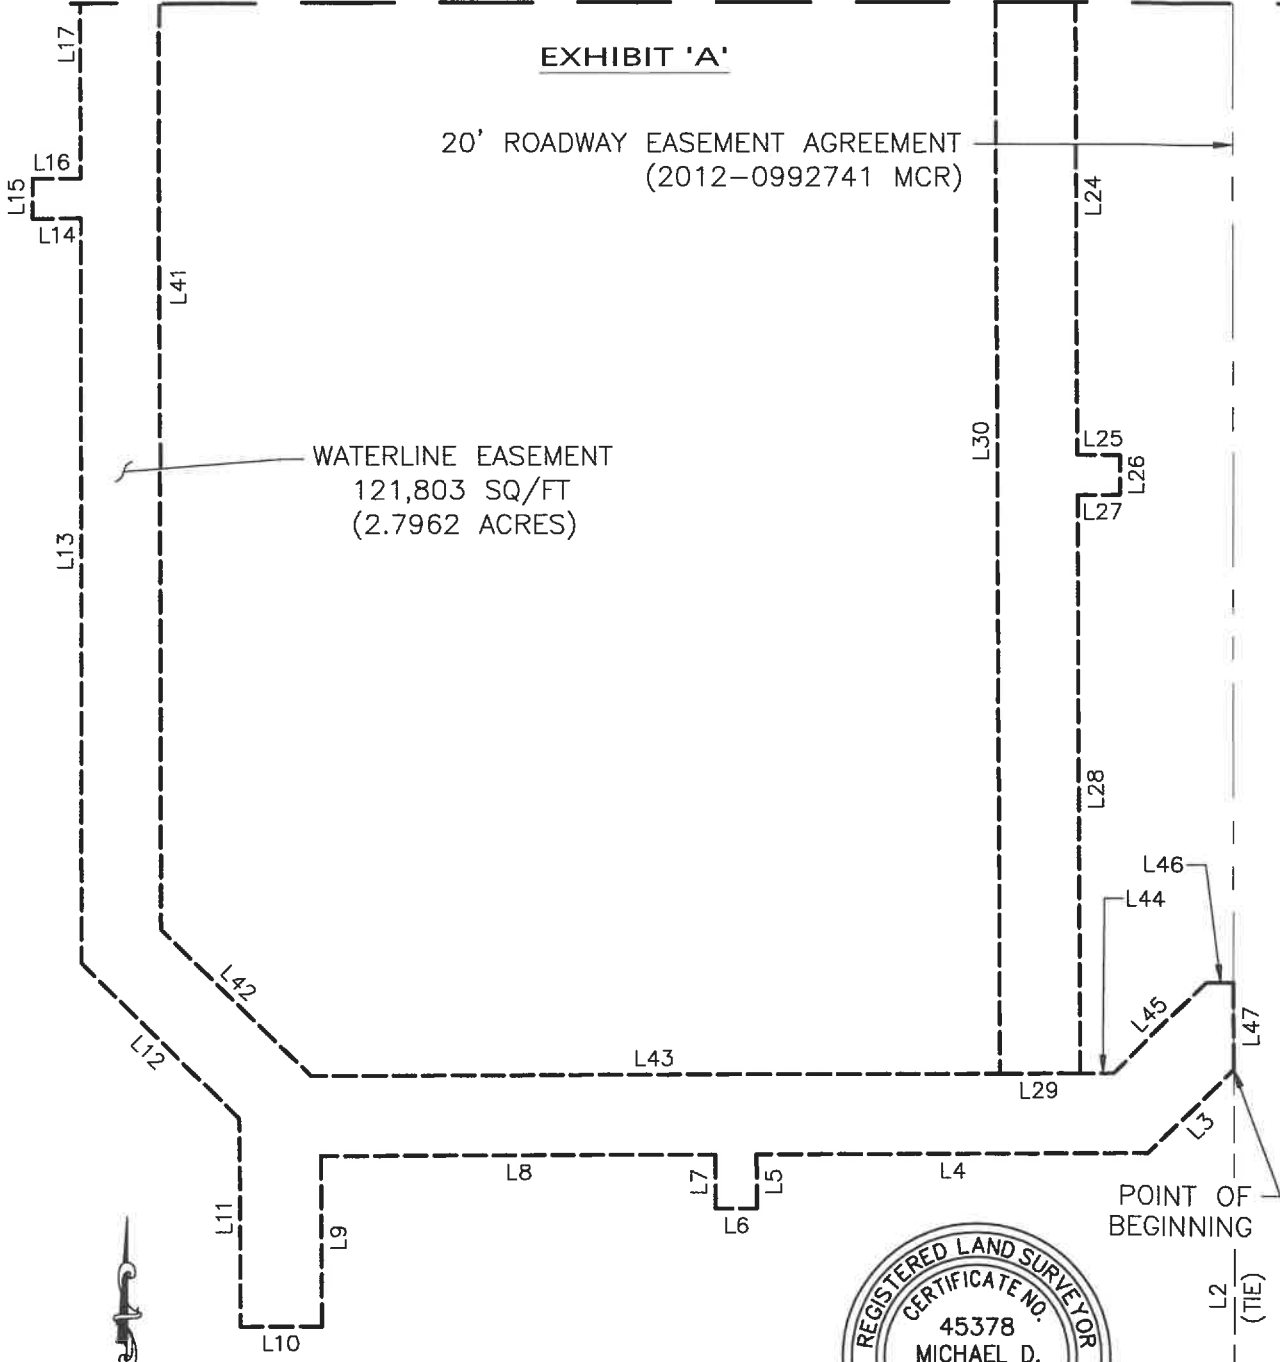 EXHIBIT 'A'
L17
20' ROADWAY EASEMENT AGREEMENT
(2012-0992741 MCR)
L16
L15
L14
L24
L41
L30
L25
L26
L27
WATERLINE EASEMENT
121,803 SQ/FT
(2.7962 ACRES)
L13
L28
L46
L44
L42
L45
L47
L12
L43
L29
L3
L8
L7
L5
L4
L6
POINT OF
BEGINNING
L11
L9
L10
L2
(TIE)
REGISTERED LAND SURVEYOR
CERTIFICATE NO.
45378
MICHAEL D.